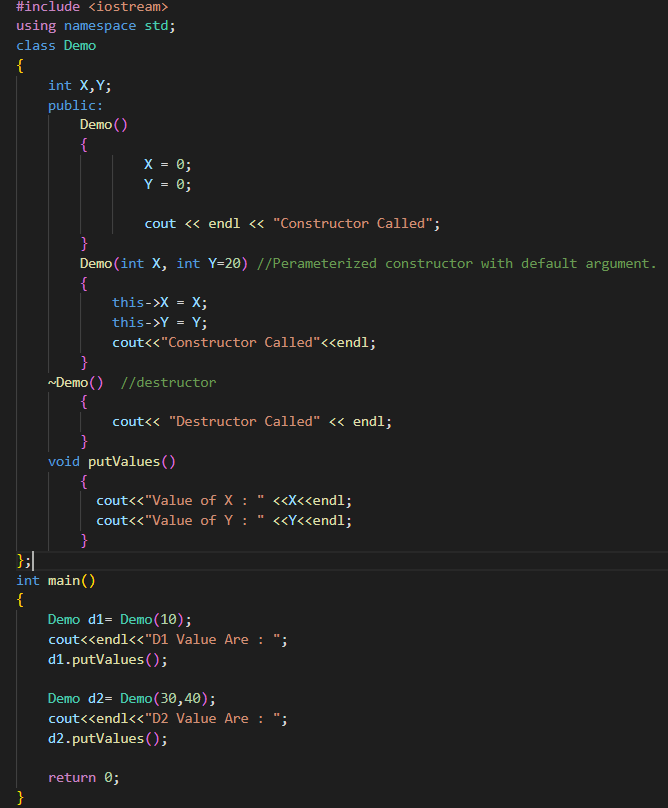 #include <iostream>
using namespace std;
class Demo
{
    int X,Y;
    public:
        Demo()
        {
                X = 0;
                Y = 0;

                cout << endl << "Constructor Called";
        }
        Demo(int X, int Y=20) //Perameterized constructor with default argument.
        {
            this->X = X;
            this->Y = Y;
            cout<<"Constructor Called"<<endl;
        }
    ~Demo()  //destructor
        {
            cout<< "Destructor Called" << endl;
        }
    void putValues()
        {
          cout<<"Value of X : " <<X<<endl;
          cout<<"Value of Y : " <<Y<<endl;
        }
};
int main()
{
    Demo d1= Demo(10);
    cout<<endl<<"D1 Value Are : ";
    d1.putValues();

    Demo d2= Demo(30,40);
    cout<<endl<<"D2 Value Are : ";
    d2.putValues();

    return 0;
}